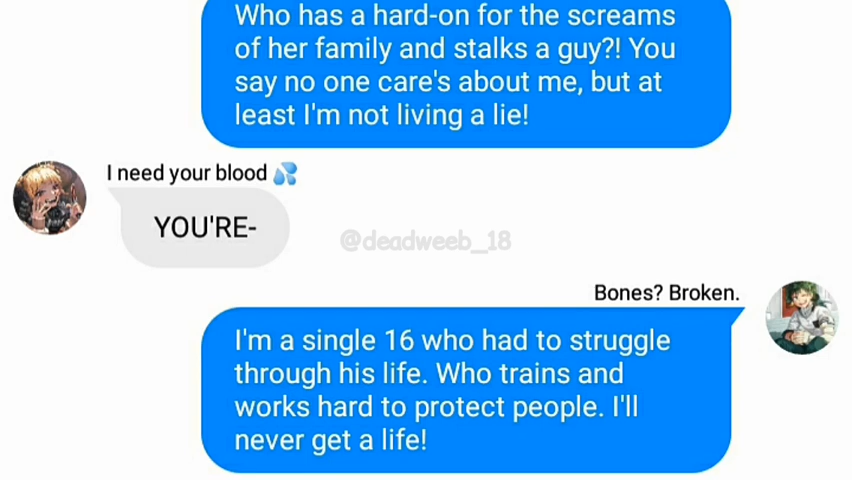 Who has a hard-on for the screams
of her family and stalks a guy?! You
say no one care's about me, but at
least I'm not living a lie!
I need your blood 💦
YOU'RE-
@deadweeb_18
Bones? Broken.
I'm a single 16 who had to struggle
through his life. Who trains and
works hard to protect people. I'll
never get a life!